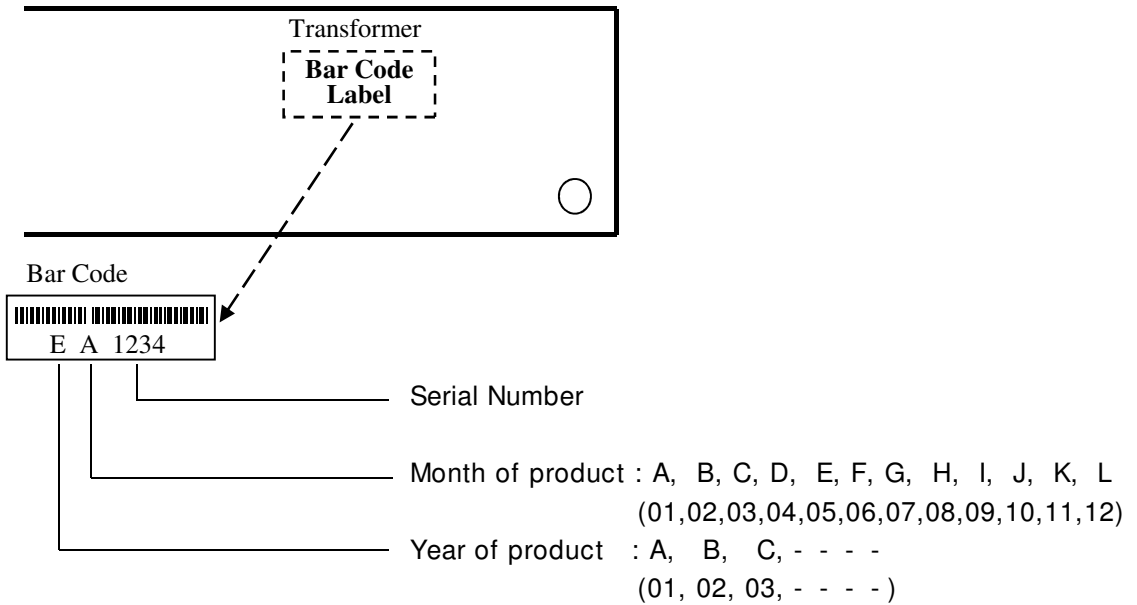 Transformer
Bar Code
Label
Bar Code
E A 1234
Serial Number
Month of product : A, B, C, D, E, F, G, H, I, J, K, L
(01,02,03,04,05,06,07,08,09,10,11,12)
Year of product : A, B, C, - - - -
(01, 02, 03, - - - - )